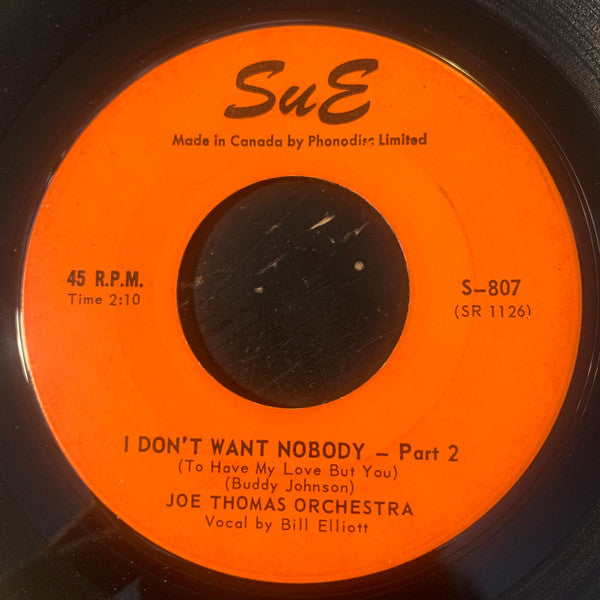 SuE
Made in Canada by Phonodisc Limited
45 R.P.M.
Time 2:10
S-807
(SR 1126)
I DON'T WANT NOBODY - Part 2
(To Have My Love But You)
(Buddy Johnson)
JOE THOMAS ORCHESTRA
Vocal by Bill Elliott